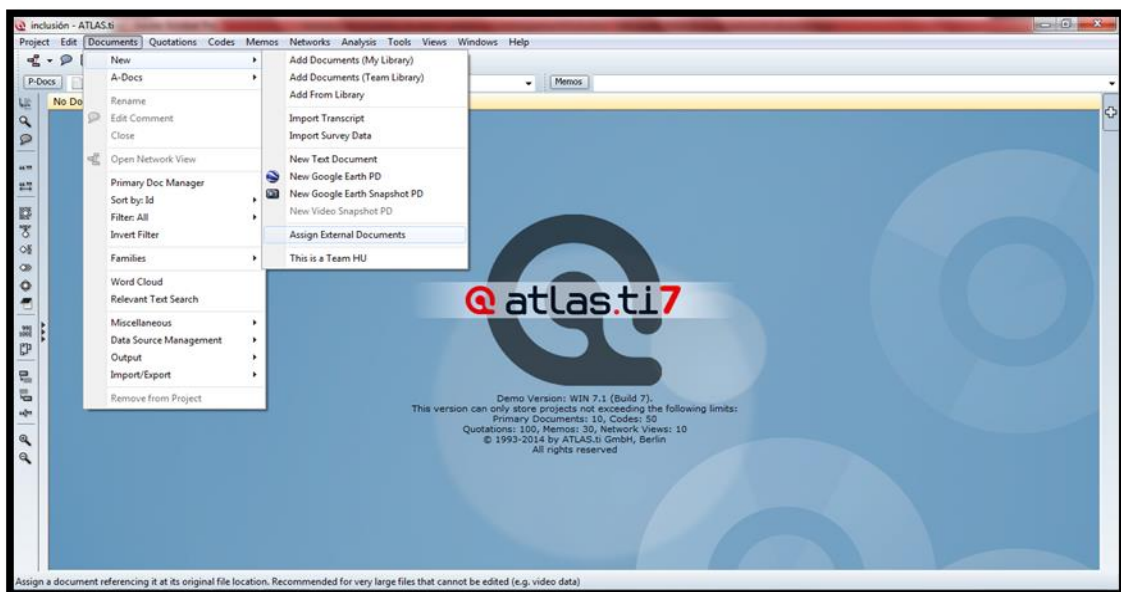 inclusión - ATLAS.ti
Project Edit Documents Quotations Codes Memos Networks Analysis Tools Views Windows Help
P-Docs
Memos
No Do
New
A-Docs
Rename
Edit Comment
Close
Open Network View
Primary Doc Manager
Sort by: Id
Filter: All
Invert Filter
Families
Word Cloud
Relevant Text Search
Miscellaneous
Data Source Management
Output
Import/Export
Remove from Project
Add Documents (My Library)
Add Documents (Team Library)
Add From Library
Import Transcript
Import Survey Data
New Text Document
New Google Earth PD
New Google Earth Snapshot PD
New Video Snapshot PD
Assign External Documents
This is a Team HU
atlas.ti7
Demo Version: WIN 7.1 (Build 7).
This version can only store projects not exceeding the following limits:
Primary Documents: 10, Codes: 50
Quotations: 100, Memos: 30, Network Views: 10
© 1993-2014 by ATLAS.ti GmbH, Berlin
All rights reserved
Assign a document referencing it at its original file location. Recommended for very large files that cannot be edited (e.g. video data)